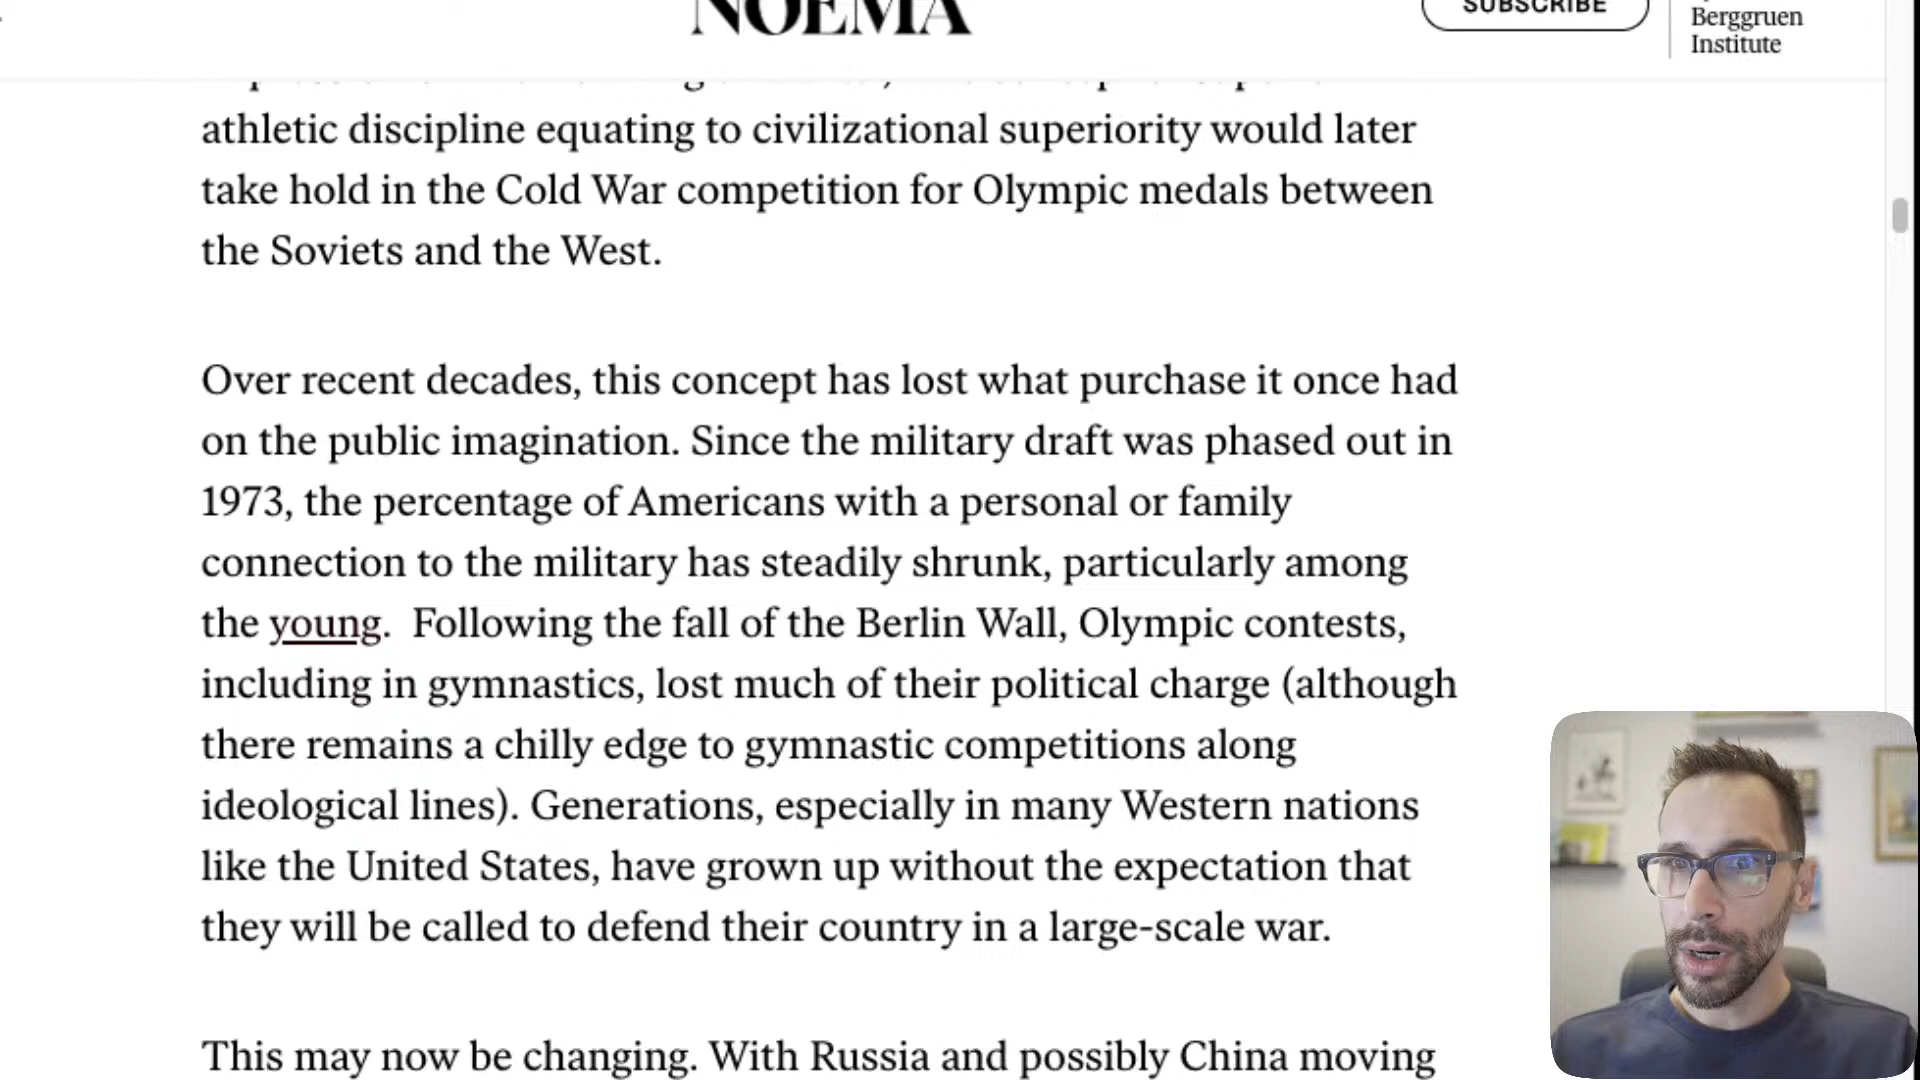 NOEMA
SUBSCRIBE
Berggruen
Institute
athletic discipline equating to civilizational superiority would later
take hold in the Cold War competition for Olympic medals between
the Soviets and the West.
Over recent decades, this concept has lost what purchase it once had
on the public imagination. Since the military draft was phased out in
1973, the percentage of Americans with a personal or family
connection to the military has steadily shrunk, particularly among
the young.  Following the fall of the Berlin Wall, Olympic contests,
including in gymnastics, lost much of their political charge (although
there remains a chilly edge to gymnastic competitions along
ideological lines). Generations, especially in many Western nations
like the United States, have grown up without the expectation that
they will be called to defend their country in a large-scale war.
This may now be changing. With Russia and possibly China moving